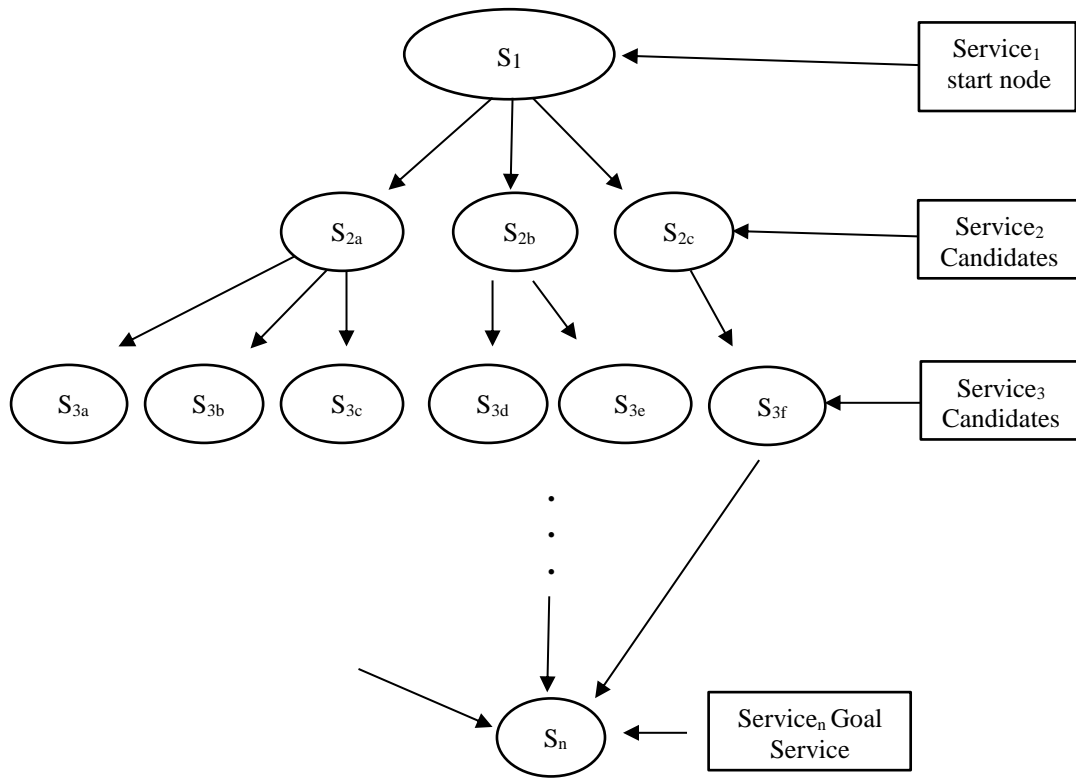 S₁
Service₁
start node
S₂ₐ
S₂b
S₂c
Service₂
Candidates
S₃ₐ
S₃b
S₃c
S₃d
S₃e
S₃f
Service₃
Candidates
Sₙ
Serviceₙ Goal
Service